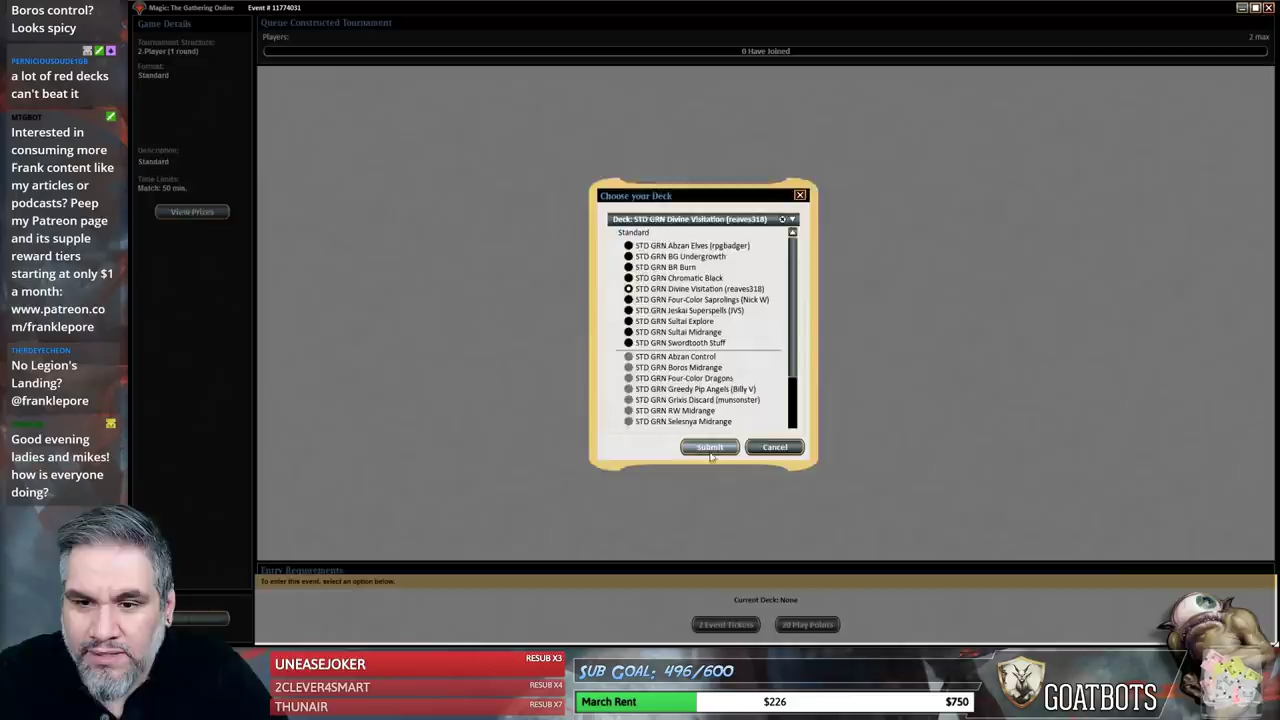 Boros control?
Looks spicy
PERNICIOUSDUDE1GB
a lot of red decks
can't beat it
MTGBOT
Interested in
consuming more
Frank content like
my articles or
podcasts? Peep
my Patreon page
and its supple
reward tiers
starting at only $1
a month:
www.patreon.co
m/franklepore
THIRDEYECHEON
No Legion's
Landing?
@franklepore
Good evening
fellies and likes!
how is everyone
doing?
Magic: The Gathering Online
Event # 11774031
Game Details
Tournament Structure:
2-Player (1 round)
Format:
Standard
Description:
Standard
Time Limits:
Match: 50 min.
View Prizes
Queue Constructed Tournament
Players:
2 max
0 Have Joined
Choose your Deck
Deck: STD GRN Divine Visitation (reaves318)
Standard
STD GRN Abzan Elves (rpgbadger)
STD GRN BG Undergrowth
STD GRN BR Burn
STD GRN Chromatic Black
STD GRN Divine Visitation (reaves318)
STD GRN Four-Color Saprolings (Nick W)
STD GRN Jeskai Superspells (JVS)
STD GRN Sultai Explore
STD GRN Sultai Midrange
STD GRN Swordtooth Stuff
STD GRN Abzan Control
STD GRN Boros Midrange
STD GRN Four-Color Dragons
STD GRN Greedy Pip Angels (Billy V)
STD GRN Grixis Discard (munsonster)
STD GRN RW Midrange
STD GRN Selesnya Midrange
Submit
Cancel
Entry Requirements
To enter this event, select an option below.
Current Deck: None
2 Event Tickets
20 Play Points
UNEASEJOKER
RESUB X3
2CLEVER4SMART
RESUB X4
THUNAIR
RESUB X7
SUB GOAL: 496/600
March Rent
$226
$750
GOATBOTS